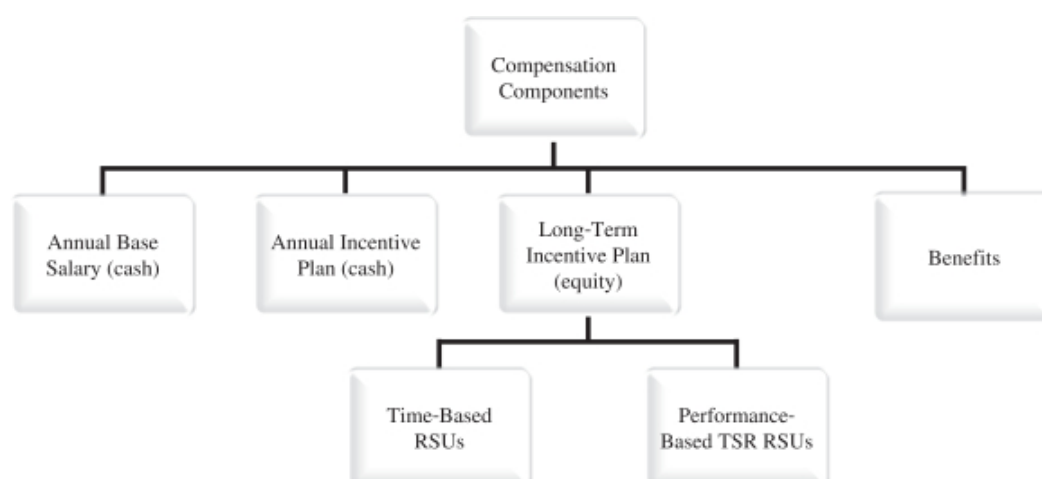 Compensation
Components
Annual Base
Salary (cash)
Annual Incentive
Plan (cash)
Long-Term
Incentive Plan
(equity)
Benefits
Time-Based
RSUs
Performance-
Based TSR RSUs